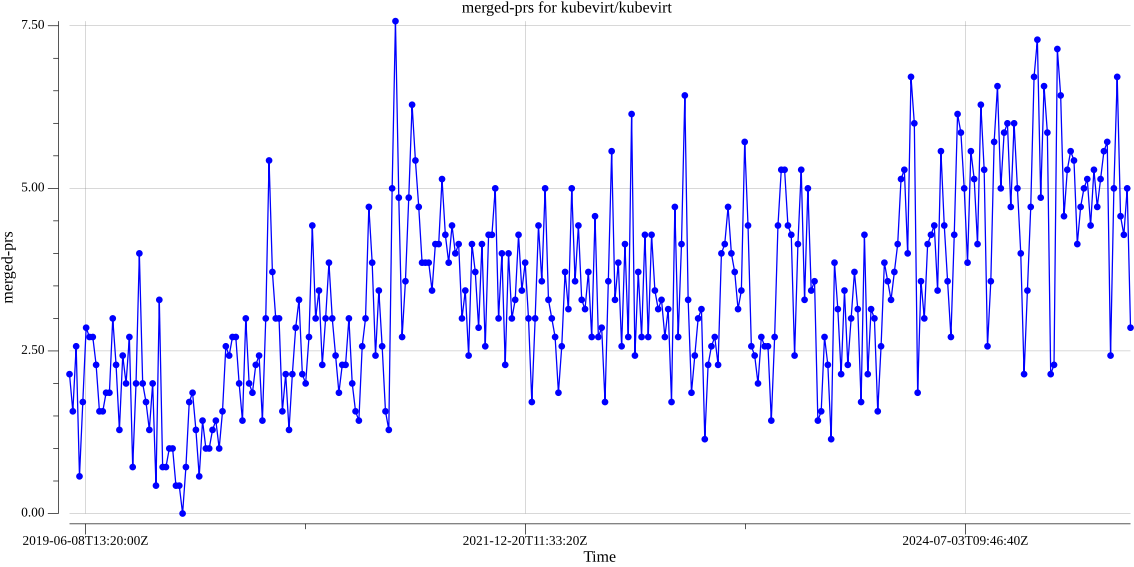 merged-prs for kubevirt/kubevirt
7.50
5.00
2.50
0.00
merged-prs
2019-06-08T13:20:00Z
2021-12-20T11:33:20Z
2024-07-03T09:46:40Z
Time